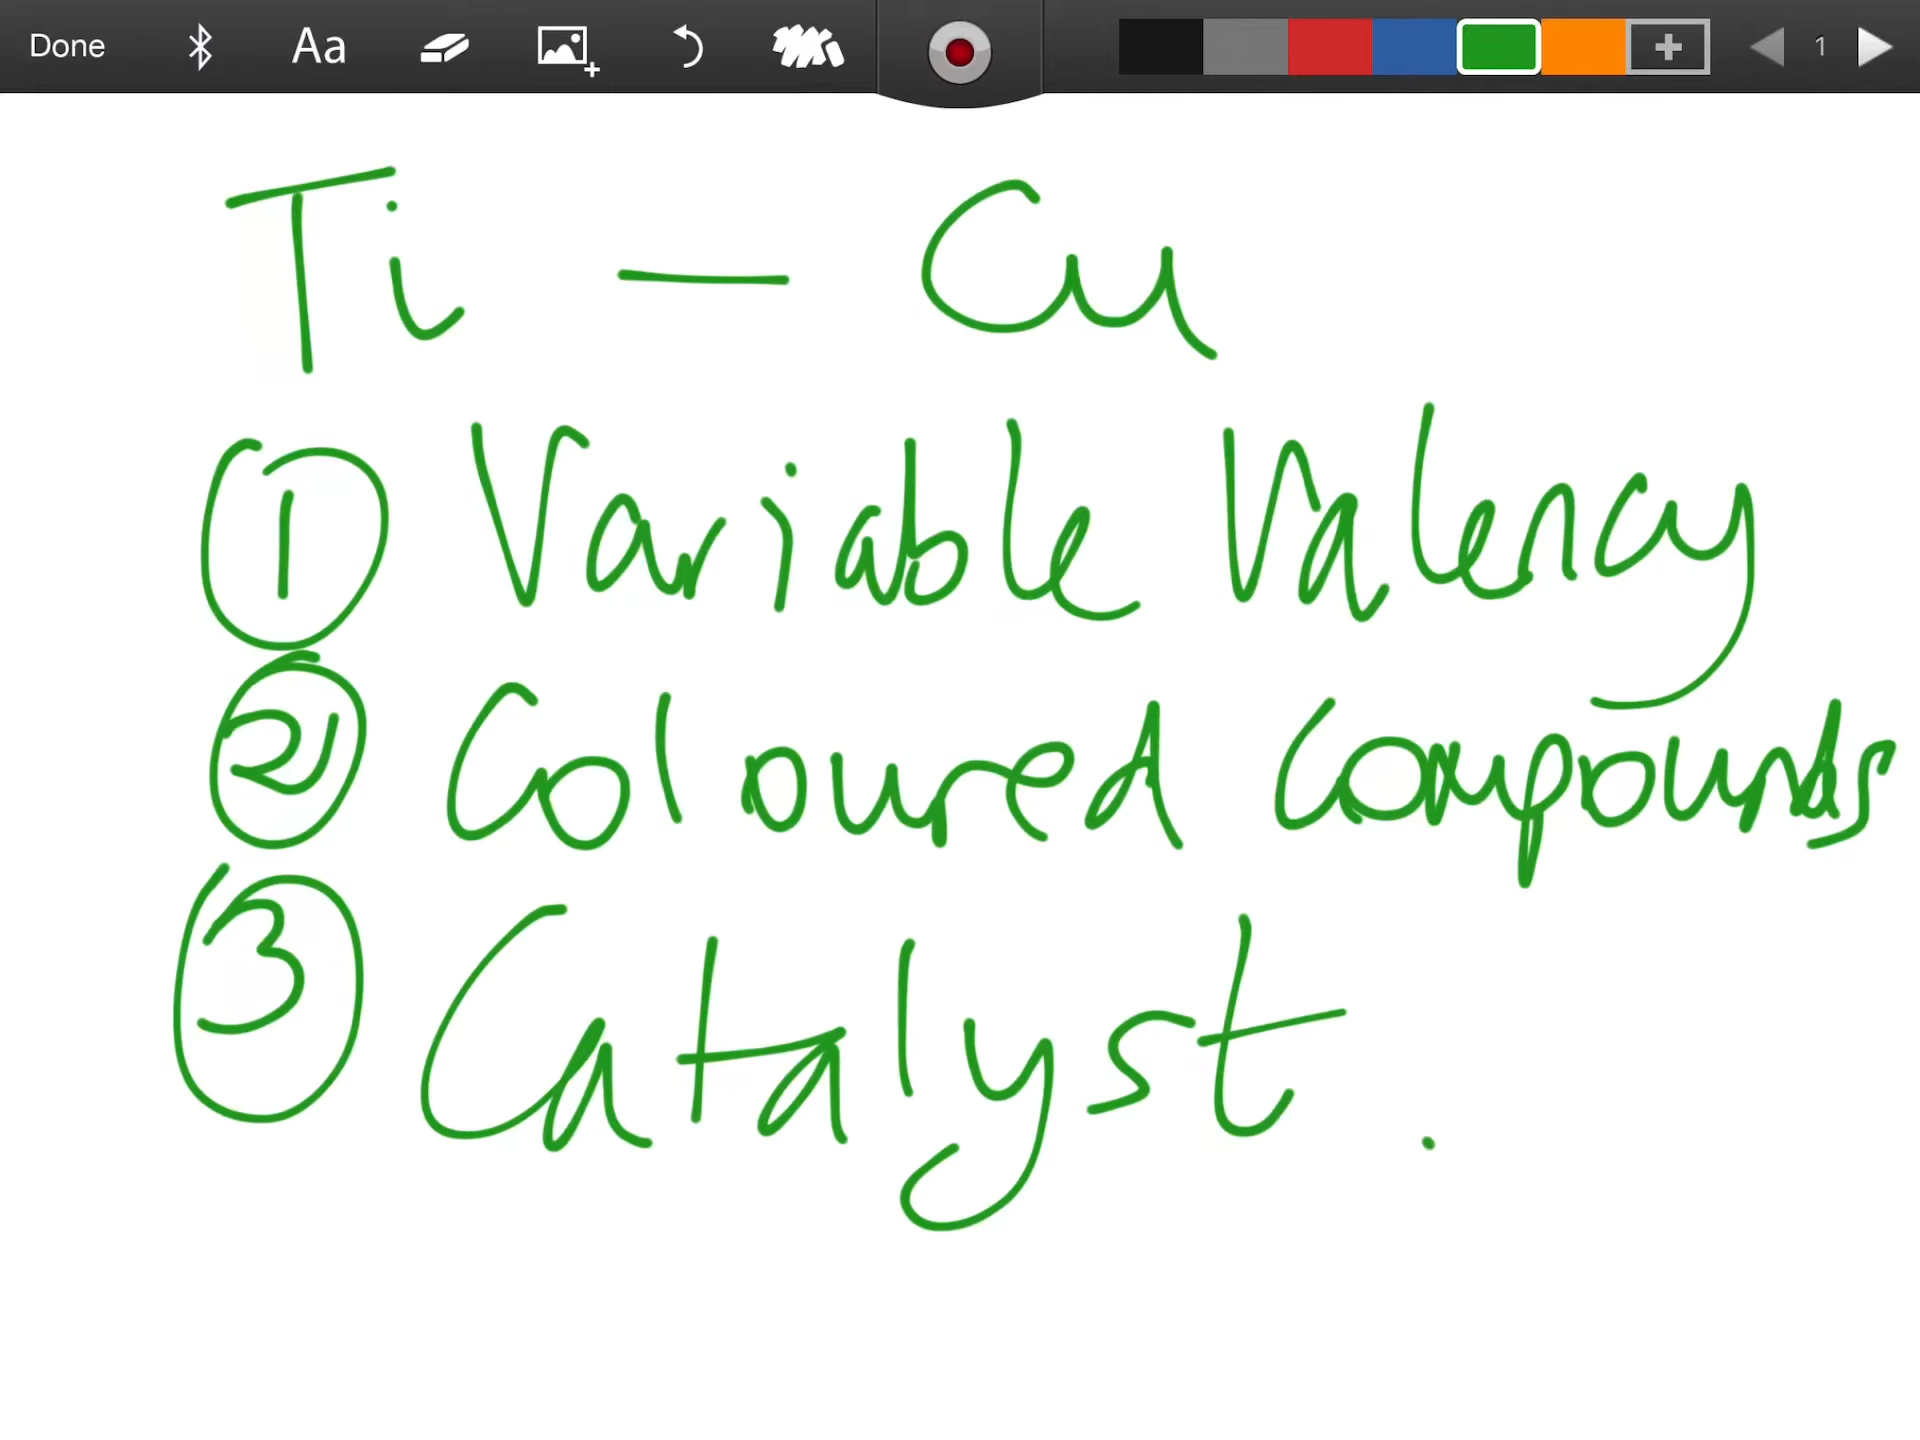 Done Aa 1
Ti — Cu
① Variable Valency
② Coloured Compounds
③ Catalyst.